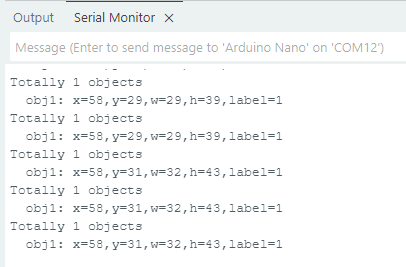 Output Serial Monitor ×
Message (Enter to send message to 'Arduino Nano' on 'COM12')
Totally 1 objects
obj1: x=58,y=29,w=29,h=39,label=1
Totally 1 objects
obj1: x=58,y=29,w=29,h=39,label=1
Totally 1 objects
obj1: x=58,y=31,w=32,h=43,label=1
Totally 1 objects
obj1: x=58,y=31,w=32,h=43,label=1
Totally 1 objects
obj1: x=58,y=31,w=32,h=43,label=1